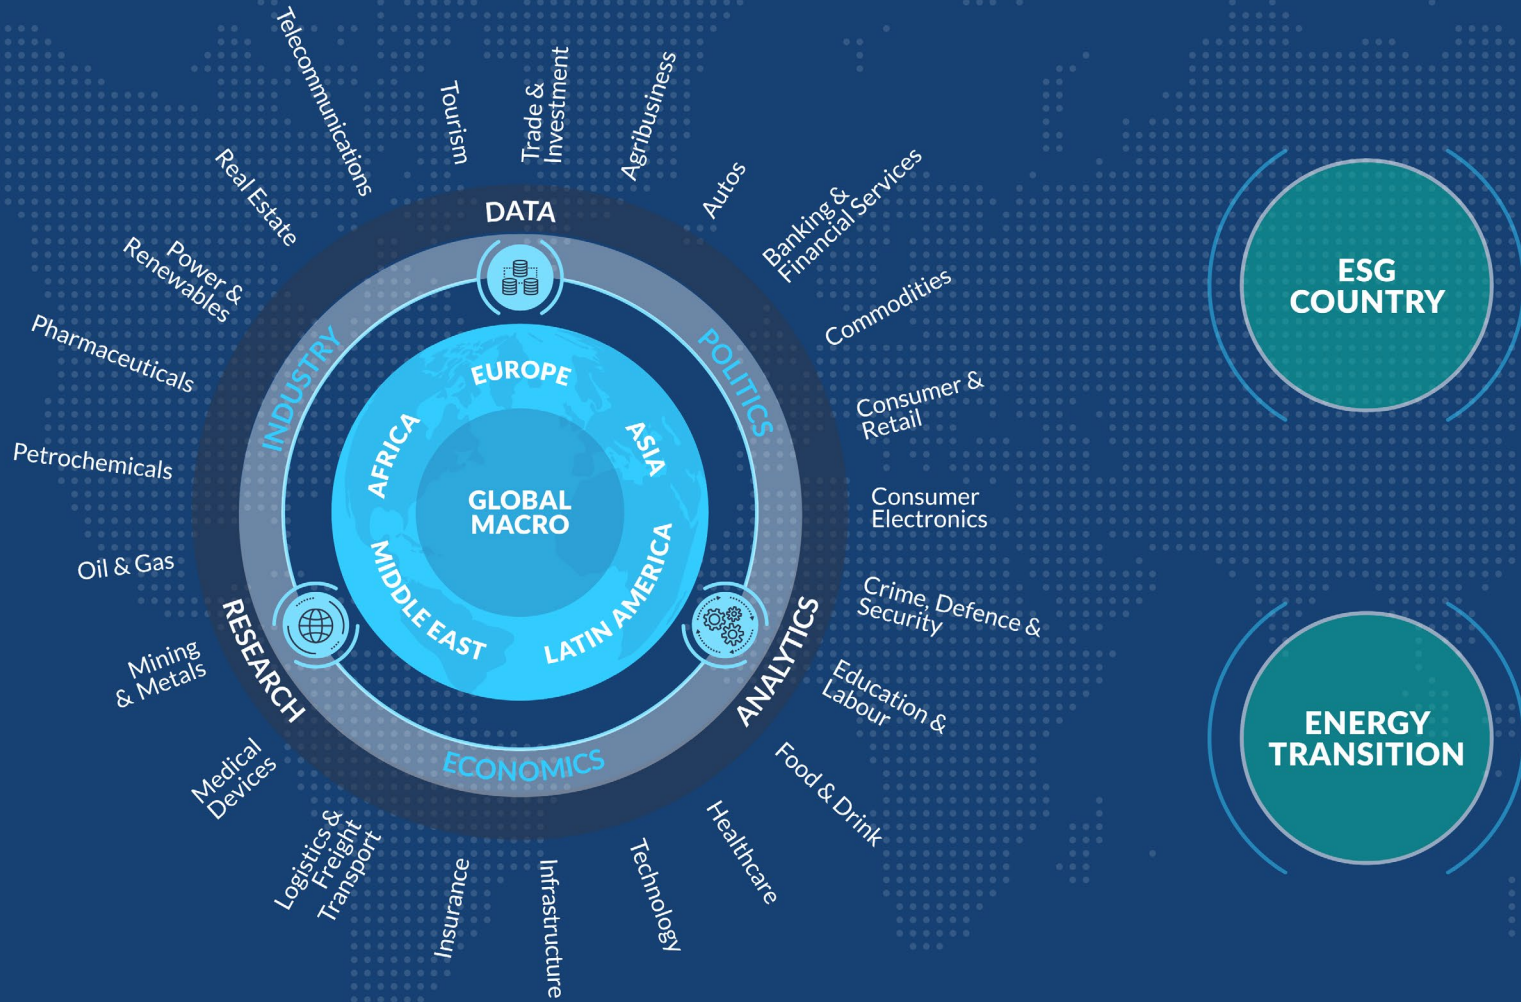 DATA
POLITICS
ANALYTICS
ECONOMICS
RESEARCH
INDUSTRY
EUROPE
ASIA
LATIN AMERICA
MIDDLE EAST
AFRICA
GLOBAL
MACRO
Trade &
Investment
Agribusiness
Autos
Banking &
Financial Services
Commodities
Consumer &
Retail
Consumer
Electronics
Crime, Defence &
Security
Education &
Labour
Food & Drink
Healthcare
Technology
Infrastructure
Insurance
Logistics &
Freight
Transport
Medical
Devices
Mining
& Metals
Oil & Gas
Petrochemicals
Pharmaceuticals
Power &
Renewables
Real Estate
Telecommunications
Tourism
ESG
COUNTRY
ENERGY
TRANSITION